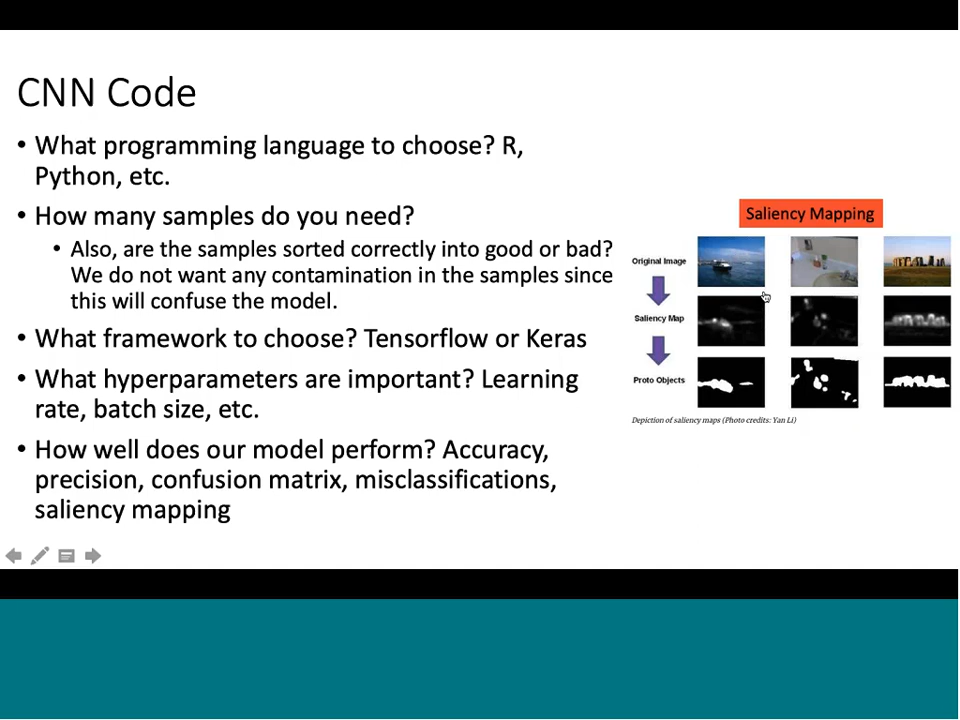 CNN Code
• What programming language to choose? R,
Python, etc.
• How many samples do you need?
• Also, are the samples sorted correctly into good or bad?
We do not want any contamination in the samples since
this will confuse the model.
• What framework to choose? Tensorflow or Keras
• What hyperparameters are important? Learning
rate, batch size, etc.
• How well does our model perform? Accuracy,
precision, confusion matrix, misclassifications,
saliency mapping
Saliency Mapping
Original Image
Saliency Map
Proto Objects
Depiction of saliency maps (Photo credits: Yan Li)